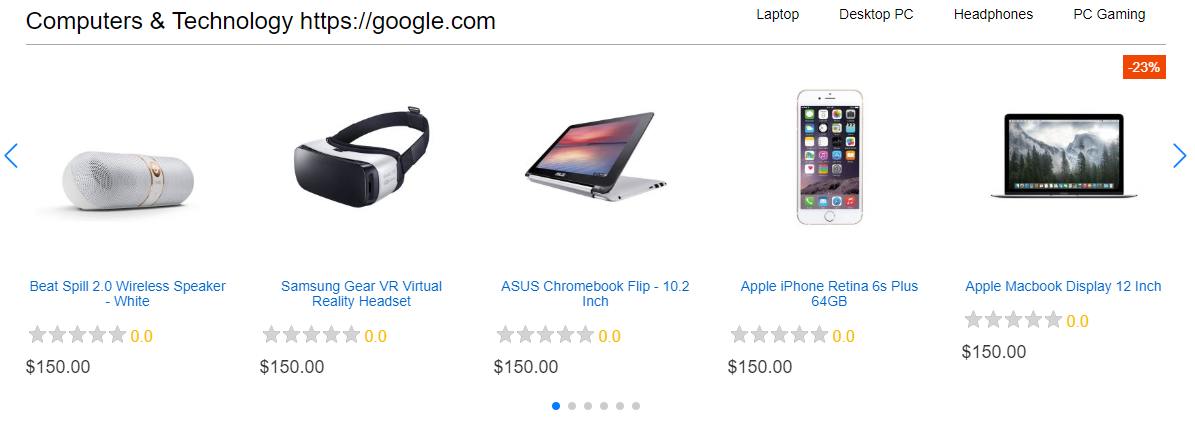 Computers & Technology https://google.com
Laptop
Desktop PC
Headphones
PC Gaming
-23%
ASUS
Beat Spill 2.0 Wireless Speaker
- White
0.0
$150.00
Samsung Gear VR Virtual
Reality Headset
0.0
$150.00
ASUS Chromebook Flip - 10.2
Inch
0.0
$150.00
Apple iPhone Retina 6s Plus
64GB
0.0
$150.00
Apple Macbook Display 12 Inch
0.0
$150.00